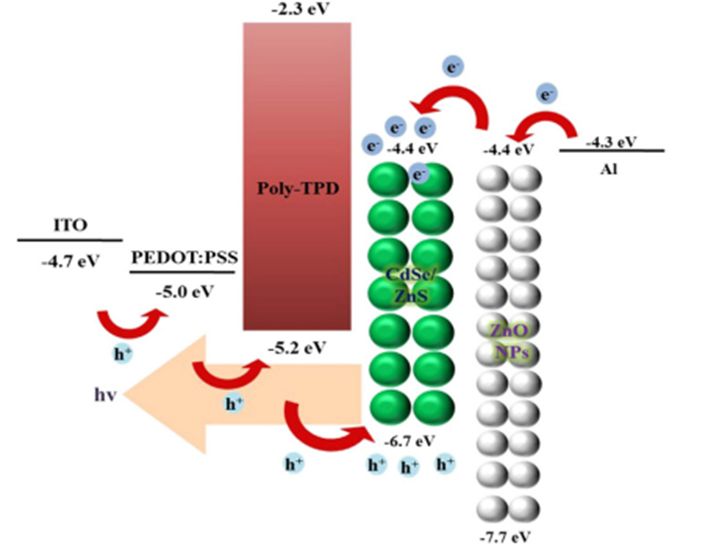 -2.3 eV
e-
e-
e-
e-
e-
-4.4 eV
-4.4 eV
-4.3 eV
Al
e-
Poly-TPD
ITO
-4.7 eV
PEDOT:PSS
-5.0 eV
CdSe/
ZnS
ZnO
NPs
-5.2 eV
h+
hv
h+
-6.7 eV
h+
h+
h+
h+
-7.7 eV